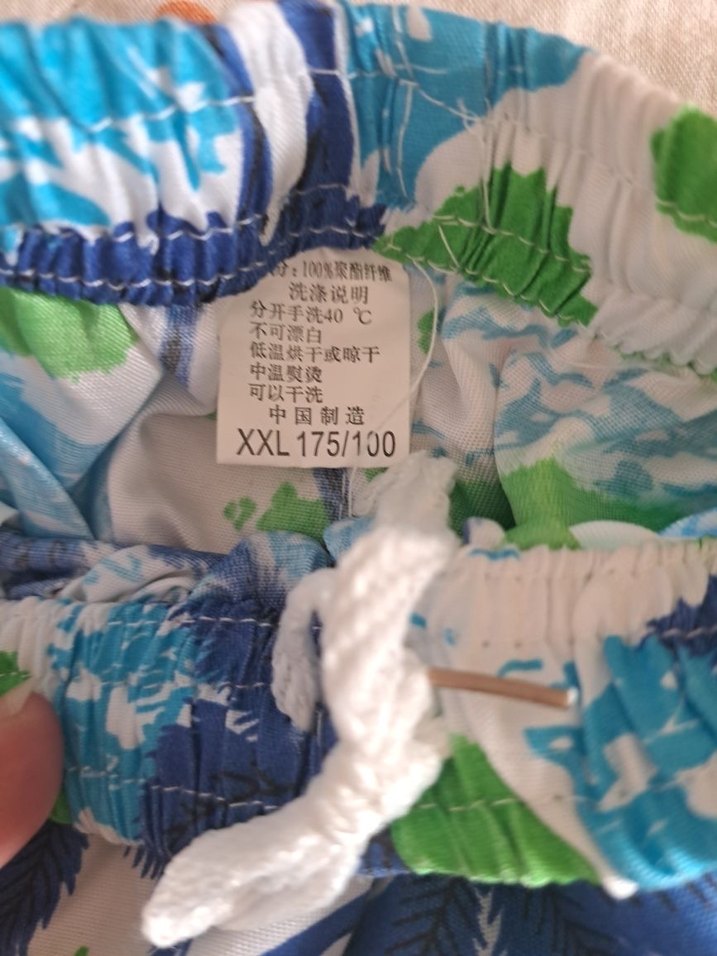 分：100%聚酯纤维
洗涤说明
分开手洗40 ℃
不可漂白
低温烘干或晾干
中温熨烫
可以干洗
中国制造
XXL 175/100